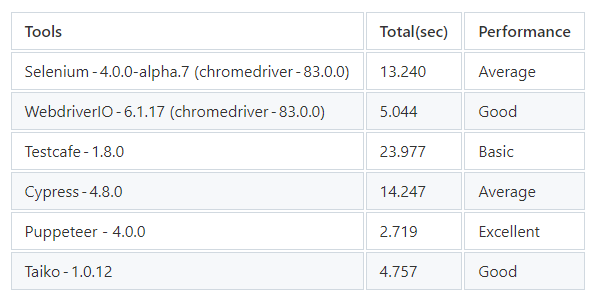 Tools Total(sec) Performance
Selenium - 4.0.0-alpha.7 (chromedriver - 83.0.0) 13.240 Average
WebdriverIO - 6.1.17 (chromedriver - 83.0.0) 5.044 Good
Testcafe - 1.8.0 23.977 Basic
Cypress - 4.8.0 14.247 Average
Puppeteer - 4.0.0 2.719 Excellent
Taiko - 1.0.12 4.757 Good